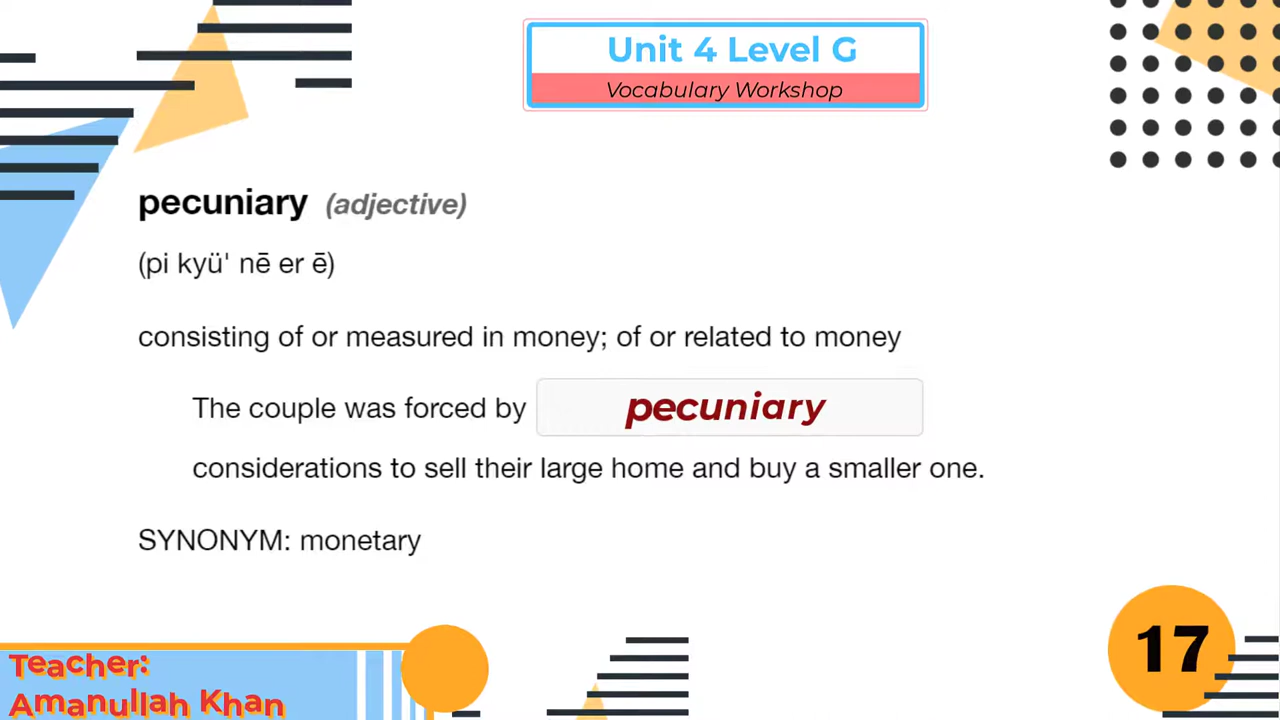 Unit 4 Level G
Vocabulary Workshop
pecuniary (adjective)
(pi kyü' nē er ē)
consisting of or measured in money; of or related to money
The couple was forced by pecuniary
considerations to sell their large home and buy a smaller one.
SYNONYM: monetary
17
Teacher:
Amanullah Khan